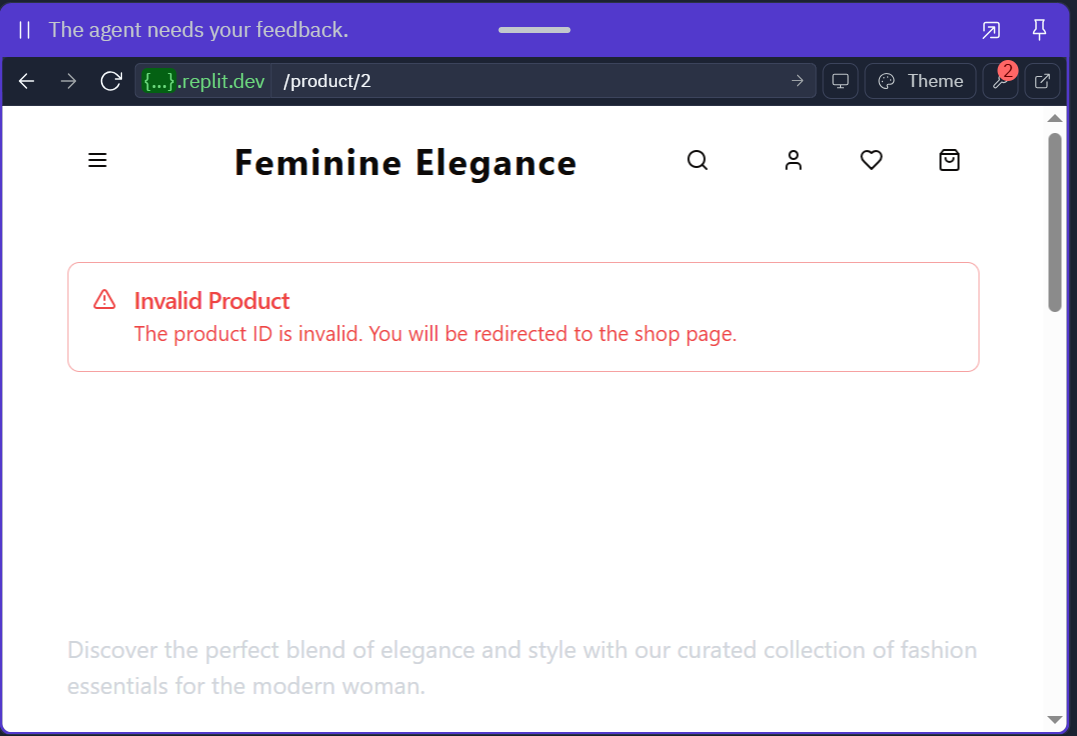 The agent needs your feedback.
{...}.replit.dev /product/2
Theme
2
Feminine Elegance
Invalid Product
The product ID is invalid. You will be redirected to the shop page.
Discover the perfect blend of elegance and style with our curated collection of fashion
essentials for the modern woman.